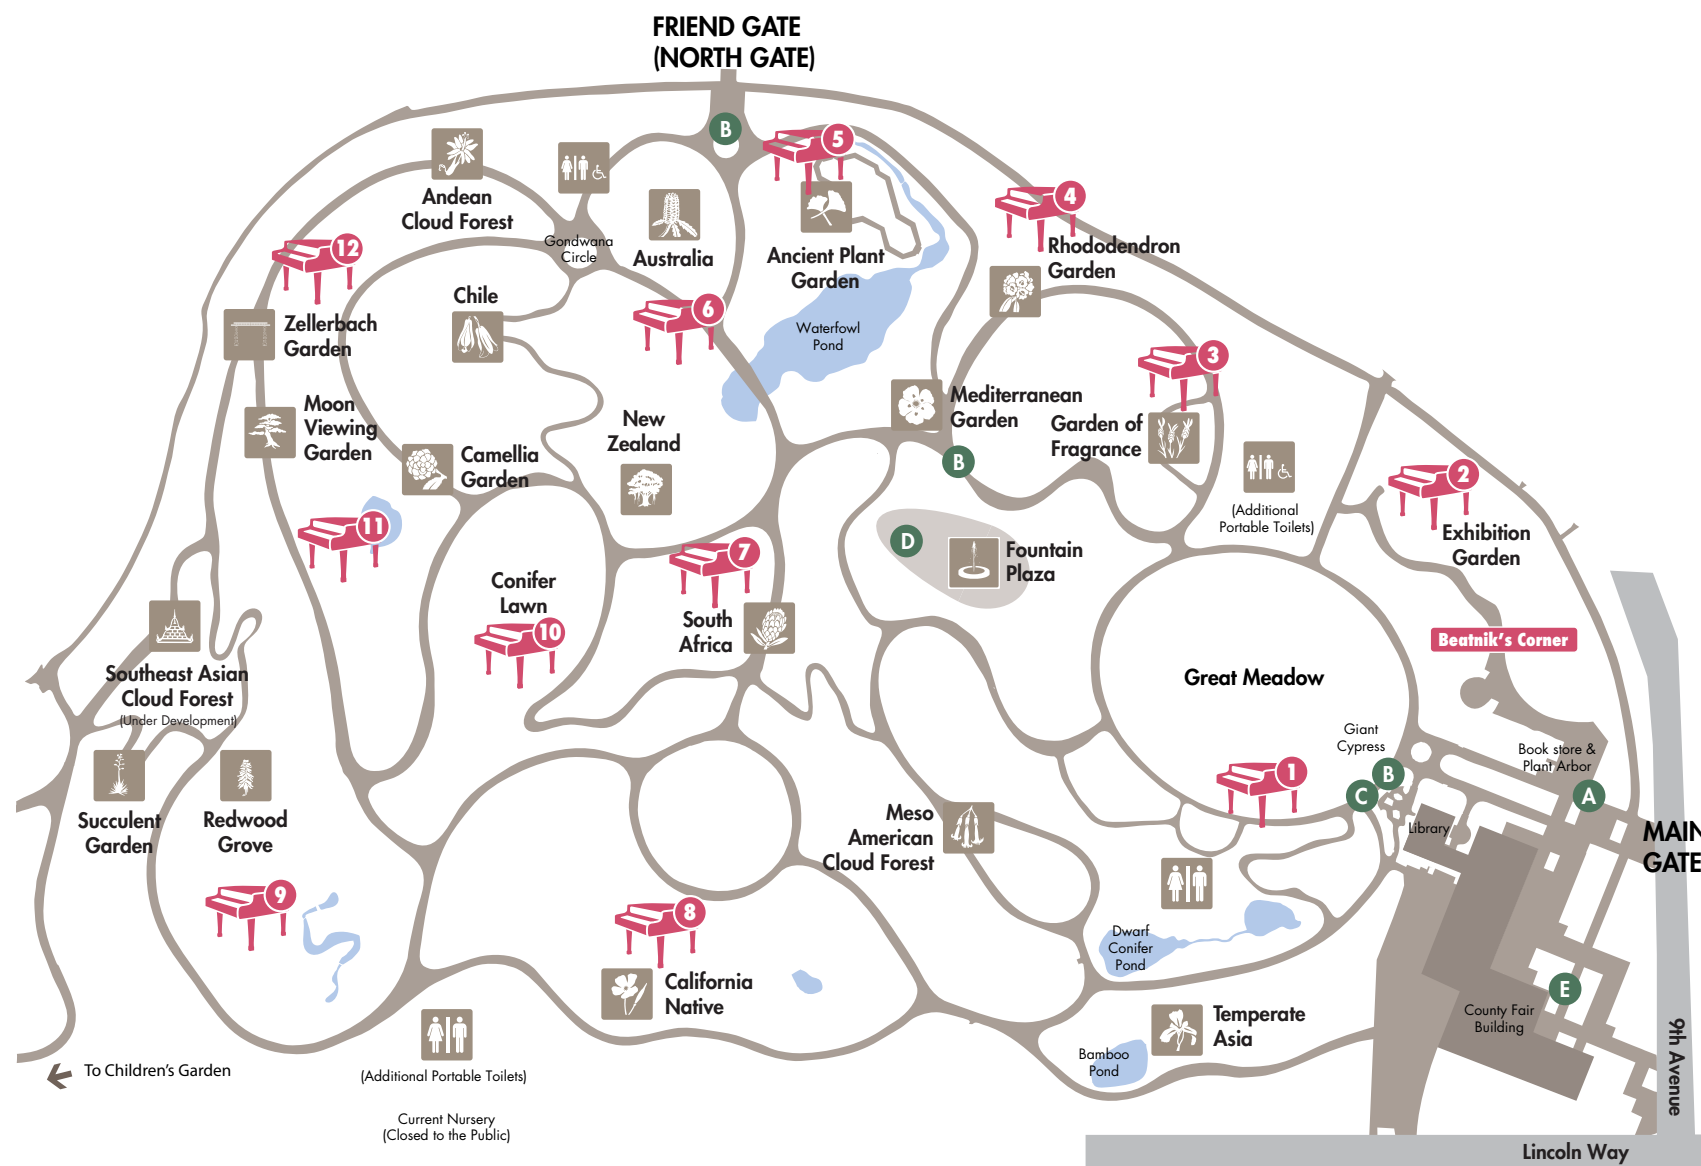 FRIEND GATE
(NORTH GATE)
B
5
4
12
Andean
Cloud Forest
Gondwana
Circle
Australia
Ancient Plant
Garden
Rhododendron
Garden
Chile
6
Zellerbach
Garden
Waterfowl
Pond
3
Moon
Viewing
Garden
New
Zealand
Mediterranean
Garden
Garden of
Fragrance
Camellia
Garden
B
2
(Additional
Portable Toilets)
Exhibition
Garden
11
D
Fountain
Plaza
7
Conifer
Lawn
10
South
Africa
Beatnik's Corner
Southeast Asian
Cloud Forest
(Under Development)
Great Meadow
Giant
Cypress
Book store &
Plant Arbor
1
B
C
A
Succulent
Garden
Redwood
Grove
Meso
American
Cloud Forest
Library
MAIN
GATE
9
8
Dwarf
Conifer
Pond
California
Native
E
County Fair
Building
Temperate
Asia
Bamboo
Pond
9th Avenue
To Children's Garden
(Additional Portable Toilets)
Current Nursery
(Closed to the Public)
Lincoln Way